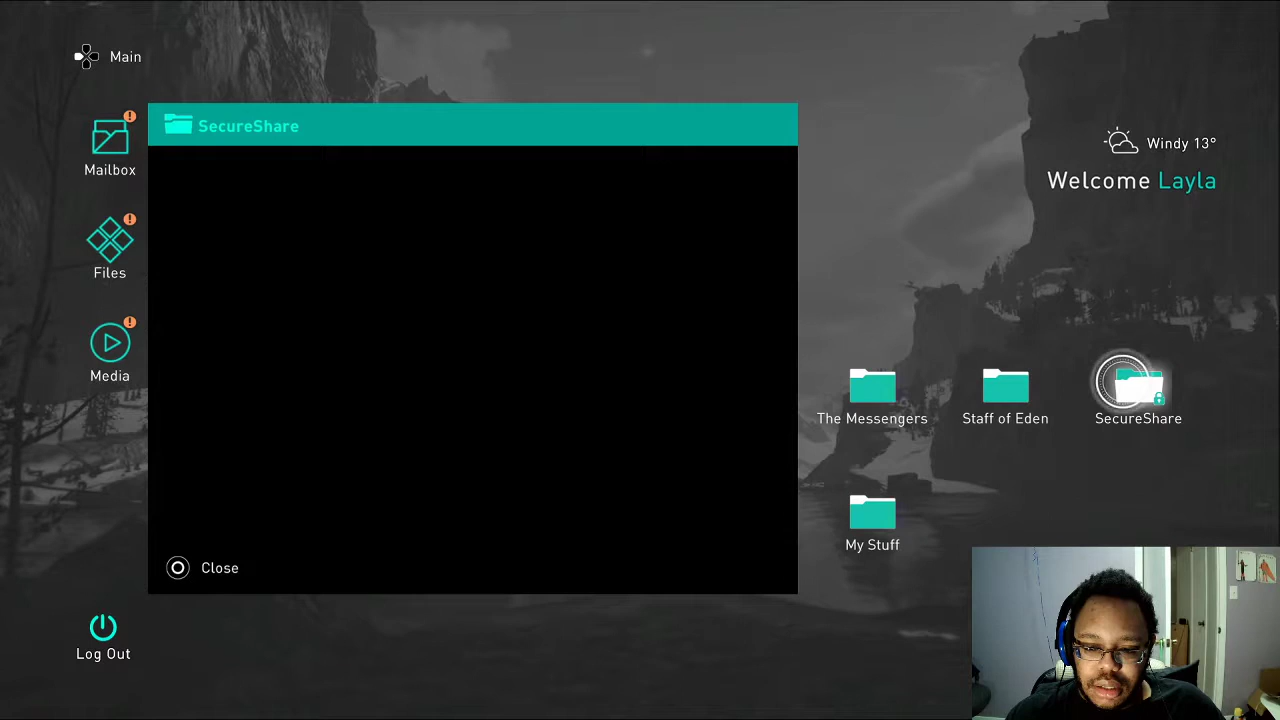 Main
SecureShare
Mailbox
Files
Media
Close
Log Out
Windy 13°
Welcome Layla
The Messengers
Staff of Eden
SecureShare
My Stuff